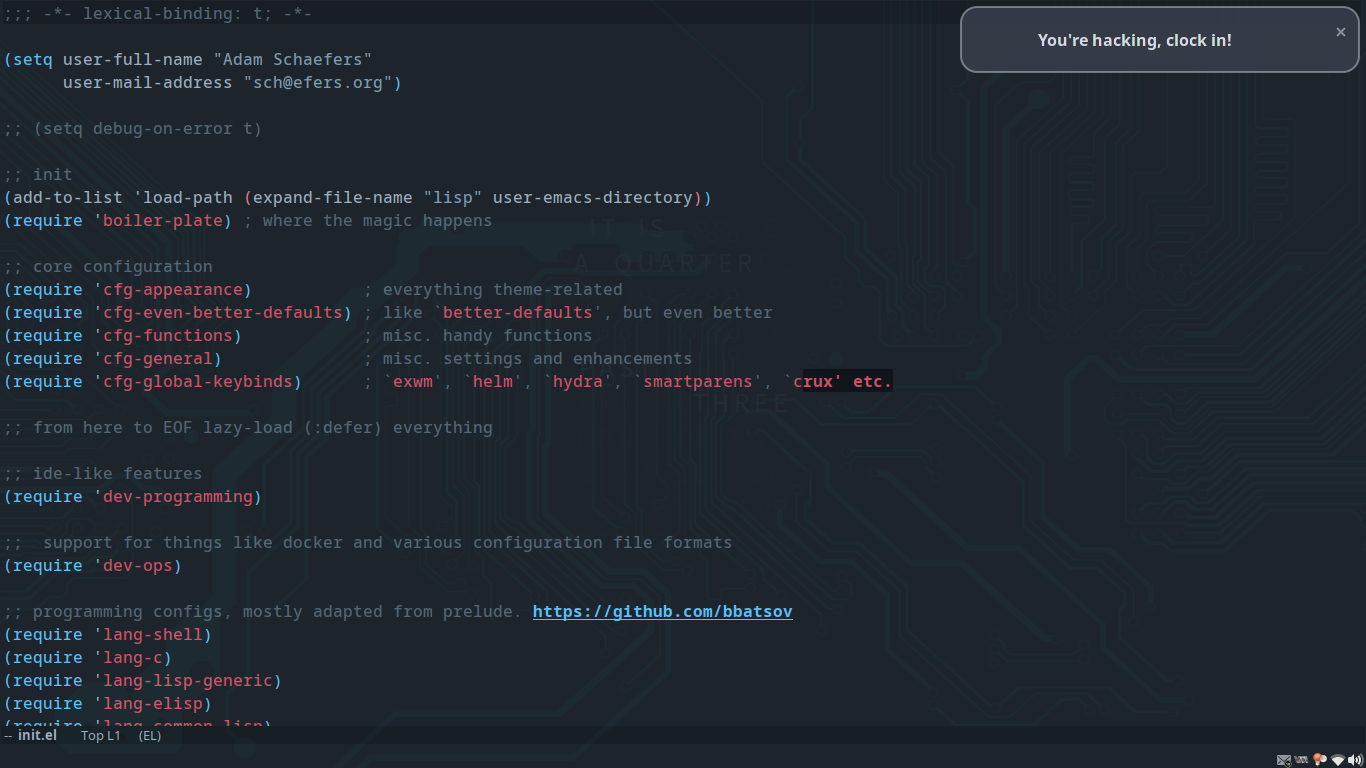 ;;; -*- lexical-binding: t; -*-
You're hacking, clock in!
×
(setq user-full-name "Adam Schaefers"
      user-mail-address "sch@efers.org")
;; (setq debug-on-error t)
;; init
(add-to-list 'load-path (expand-file-name "lisp" user-emacs-directory))
(require 'boiler-plate) ; where the magic happens
IT IS
A QUARTER
;; core configuration
(require 'cfg-appearance)           ; everything theme-related
(require 'cfg-even-better-defaults) ; like `better-defaults', but even better
(require 'cfg-functions)            ; misc. handy functions
(require 'cfg-general)              ; misc. settings and enhancements
(require 'cfg-global-keybinds)      ; `exwm', `helm', `hydra', `smartparens', `crux' etc.
THREE
;; from here to EOF lazy-load (:defer) everything
;; ide-like features
(require 'dev-programming)
;;  support for things like docker and various configuration file formats
(require 'dev-ops)
;; programming configs, mostly adapted from prelude. https://github.com/bbatsov
(require 'lang-shell)
(require 'lang-c)
(require 'lang-lisp-generic)
(require 'lang-elisp)
(require 'lang-common-lisp)
-- init.el   Top L1   (EL)